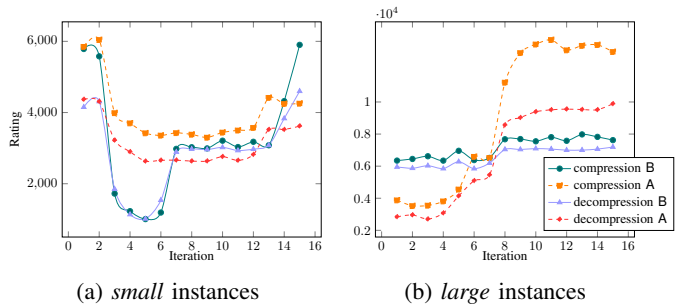 ·10⁴
6,000
4,000
2,000
Rating
0 2 4 6 8 10 12 14 16
Iteration
(a) small instances
1
0.8
0.6
0.4
0.2
0 2 4 6 8 10 12 14 16
Iteration
compression B
compression A
decompression B
decompression A
(b) large instances